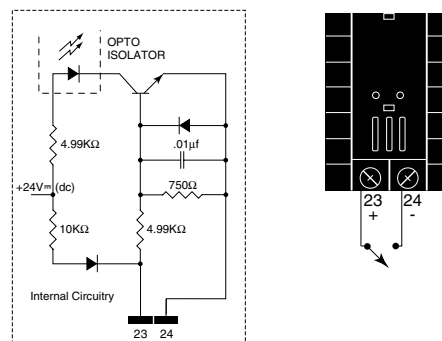 OPTO
ISOLATOR
4.99KΩ
.01µf
+24V⎓ (dc)
750Ω
10KΩ
4.99KΩ
Internal Circuitry
23 24
23 24
+ -